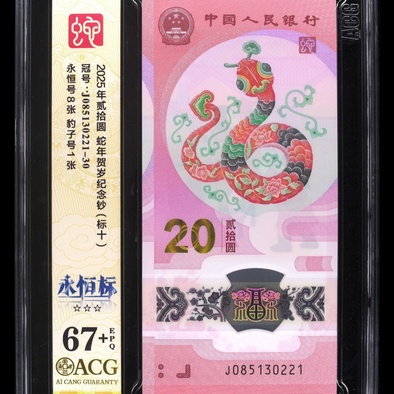 中国人民银行
20
贰拾圆
J085130221
2025年贰拾圆 蛇年贺岁纪念钞(标十)
冠号:J085130221-30
永恒号8张 豹子号1张
永恒标
☆☆☆
67+EPQ
ACG
AI CANG GUARANTY
ACG